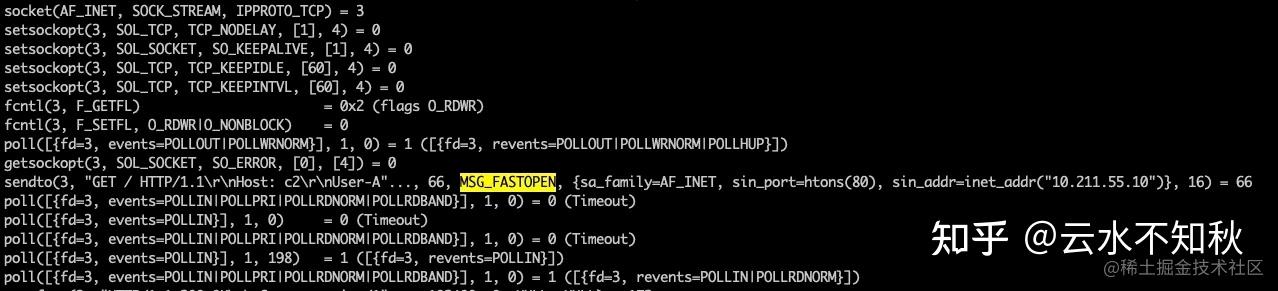 socket(AF_INET, SOCK_STREAM, IPPROTO_TCP) = 3
setsockopt(3, SOL_TCP, TCP_NODELAY, [1], 4) = 0
setsockopt(3, SOL_SOCKET, SO_KEEPALIVE, [1], 4) = 0
setsockopt(3, SOL_TCP, TCP_KEEPIDLE, [60], 4) = 0
setsockopt(3, SOL_TCP, TCP_KEEPINTVL, [60], 4) = 0
fcntl(3, F_GETFL) = 0x2 (flags O_RDWR)
fcntl(3, F_SETFL, O_RDWR|O_NONBLOCK) = 0
poll([{fd=3, events=POLLOUT|POLLWRNORM}], 1, 0) = 1 ([{fd=3, revents=POLLOUT|POLLWRNORM|POLLHUP}])
getsockopt(3, SOL_SOCKET, SO_ERROR, [0], [4]) = 0
sendto(3, "GET / HTTP/1.1\r\nHost: c2\r\nUser-A"..., 66, MSG_FASTOPEN, {sa_family=AF_INET, sin_port=htons(80), sin_addr=inet_addr("10.211.55.10")}, 16) = 66
poll([{fd=3, events=POLLIN|POLLPRI|POLLRDNORM|POLLRDBAND}], 1, 0) = 0 (Timeout)
poll([{fd=3, events=POLLIN}], 1, 0) = 0 (Timeout)
poll([{fd=3, events=POLLIN|POLLPRI|POLLRDNORM|POLLRDBAND}], 1, 0) = 0 (Timeout)
poll([{fd=3, events=POLLIN}], 1, 198) = 1 ([{fd=3, revents=POLLIN}])
poll([{fd=3, events=POLLIN|POLLPRI|POLLRDNORM|POLLRDBAND}], 1, 0) = 1 ([{fd=3, revents=POLLIN|POLLRDNORM}])
知乎 @云水不知秋
@稀土掘金技术社区